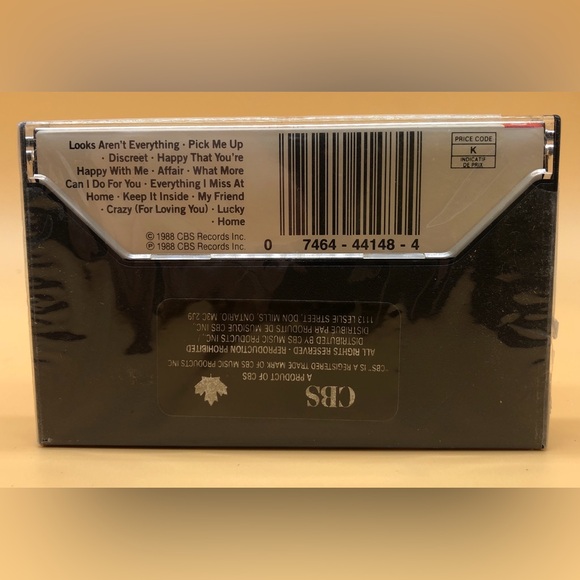 Looks Aren't Everything · Pick Me Up
· Discreet · Happy That You're
Happy With Me · Affair · What More
Can I Do For You · Everything I Miss At
Home · Keep It Inside · My Friend
· Crazy (For Loving You) · Lucky
· Home
© 1988 CBS Records Inc.
℗ 1988 CBS Records Inc.
0 7464 - 44148 - 4
PRICE CODE
K
INDICATIF
DE PRIX
CBS
A PRODUCT OF CBS
"CBS" IS A REGISTERED TRADE MARK OF CBS MUSIC PRODUCTS INC.
ALL RIGHTS RESERVED - REPRODUCTION PROHIBITED
DISTRIBUTED BY CBS MUSIC PRODUCTS INC./
DISTRIBUÉ PAR PRODUITS DE MUSIQUE CBS INC.
1113 LESLIE STREET, DON MILLS, ONTARIO. M3C 2J9